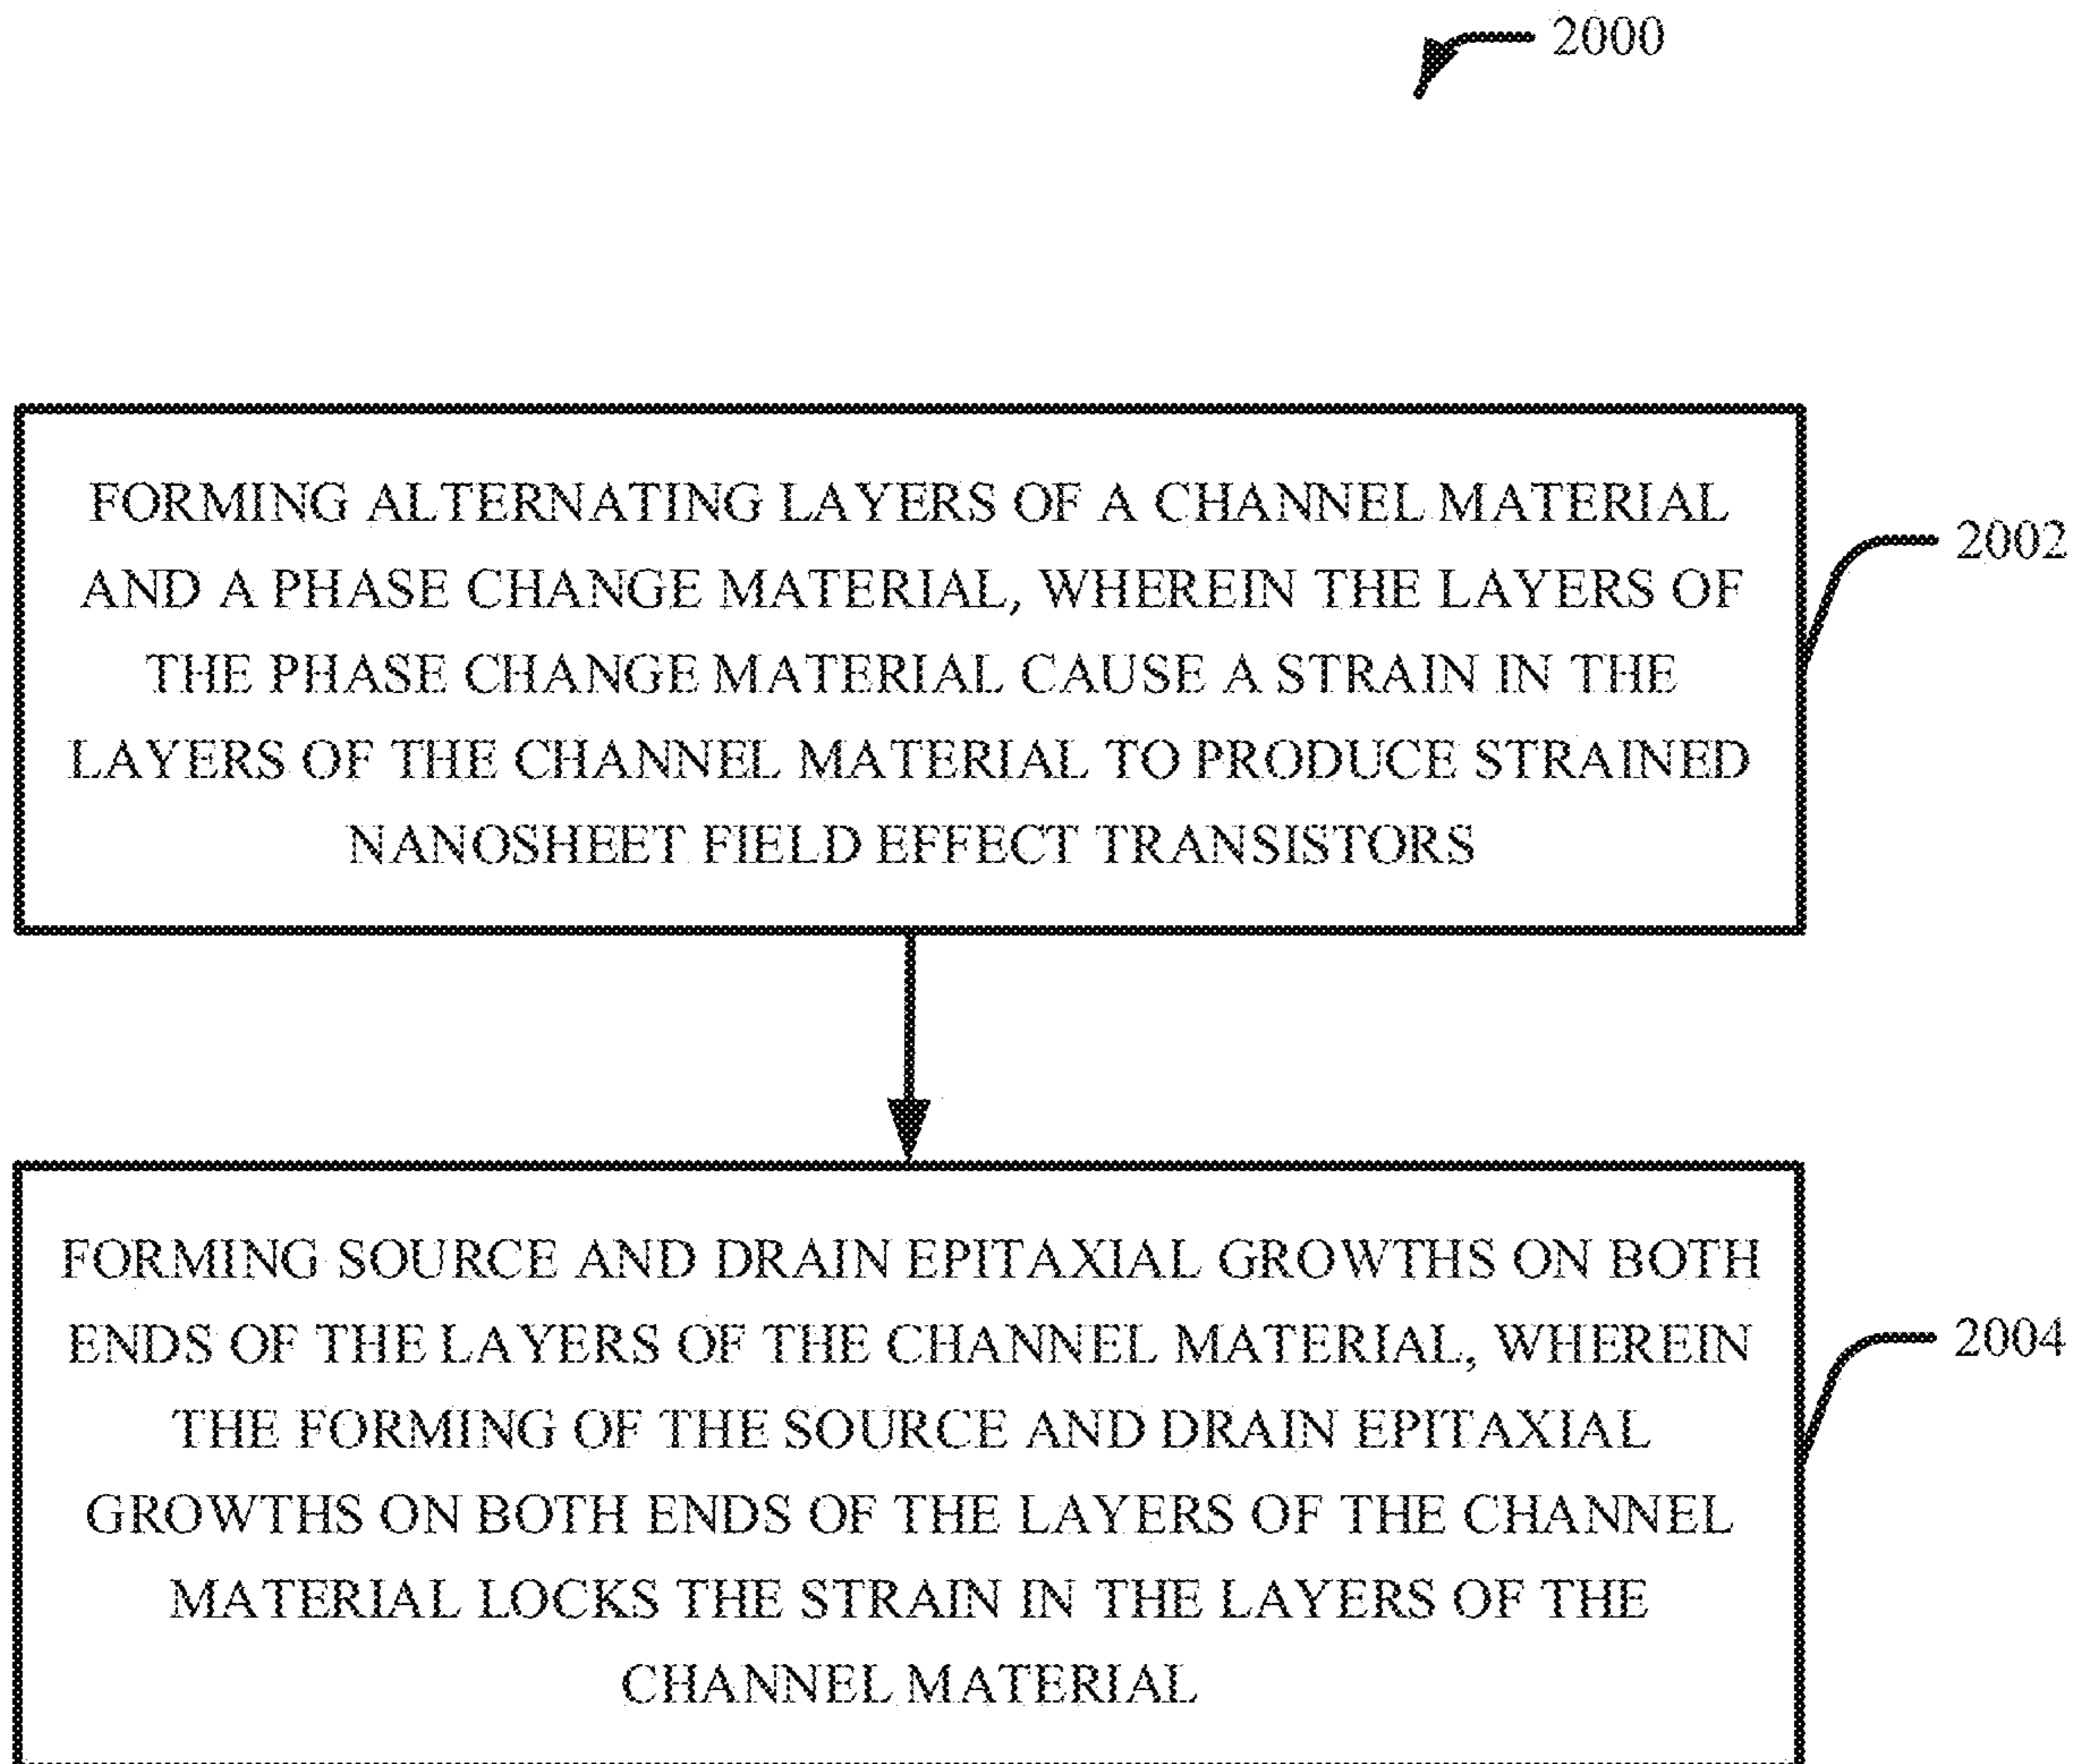 2000
FORMING ALTERNATING LAYERS OF A CHANNEL MATERIAL
AND A PHASE CHANGE MATERIAL, WHEREIN THE LAYERS OF
THE PHASE CHANGE MATERIAL CAUSE A STRAIN IN THE
LAYERS OF THE CHANNEL MATERIAL TO PRODUCE STRAINED
NANOSHEET FIELD EFFECT TRANSISTORS
2002
FORMING SOURCE AND DRAIN EPITAXIAL GROWTHS ON BOTH
ENDS OF THE LAYERS OF THE CHANNEL MATERIAL, WHEREIN
THE FORMING OF THE SOURCE AND DRAIN EPITAXIAL
GROWTHS ON BOTH ENDS OF THE LAYERS OF THE CHANNEL
MATERIAL LOCKS THE STRAIN IN THE LAYERS OF THE
CHANNEL MATERIAL
2004